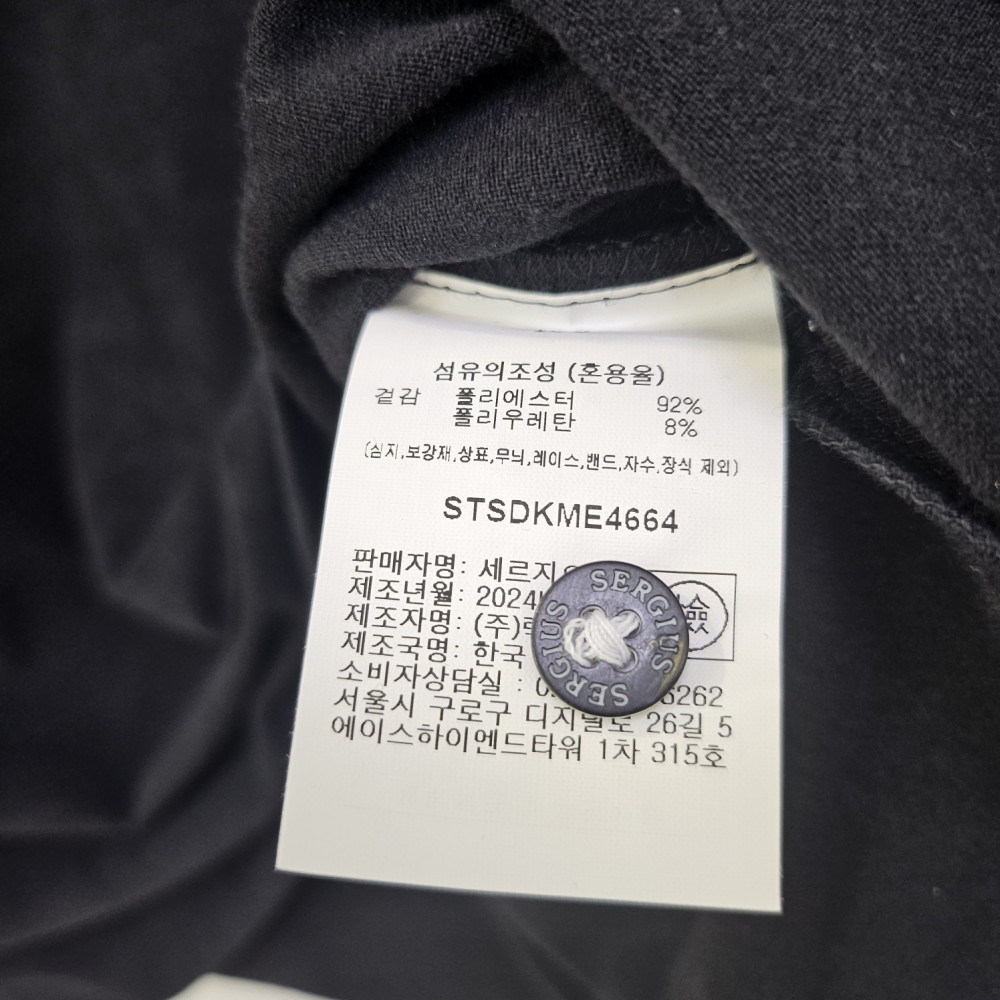 섬유의조성 (혼용율)
겉감 폴리에스터 92%
폴리우레탄 8%
(심지,보강재,상표,무늬,레이스,밴드,자수,장식 제외)
STSDKME4664
판매자명: 세르지
제조년월: 2024
제조자명: (주)
제조국명: 한국
소비자상담실 : 6262
서울시 구로구 디지털로 26길 5
에이스하이엔드타워 1차 315호
SERGIUS
SERGIUS
檢